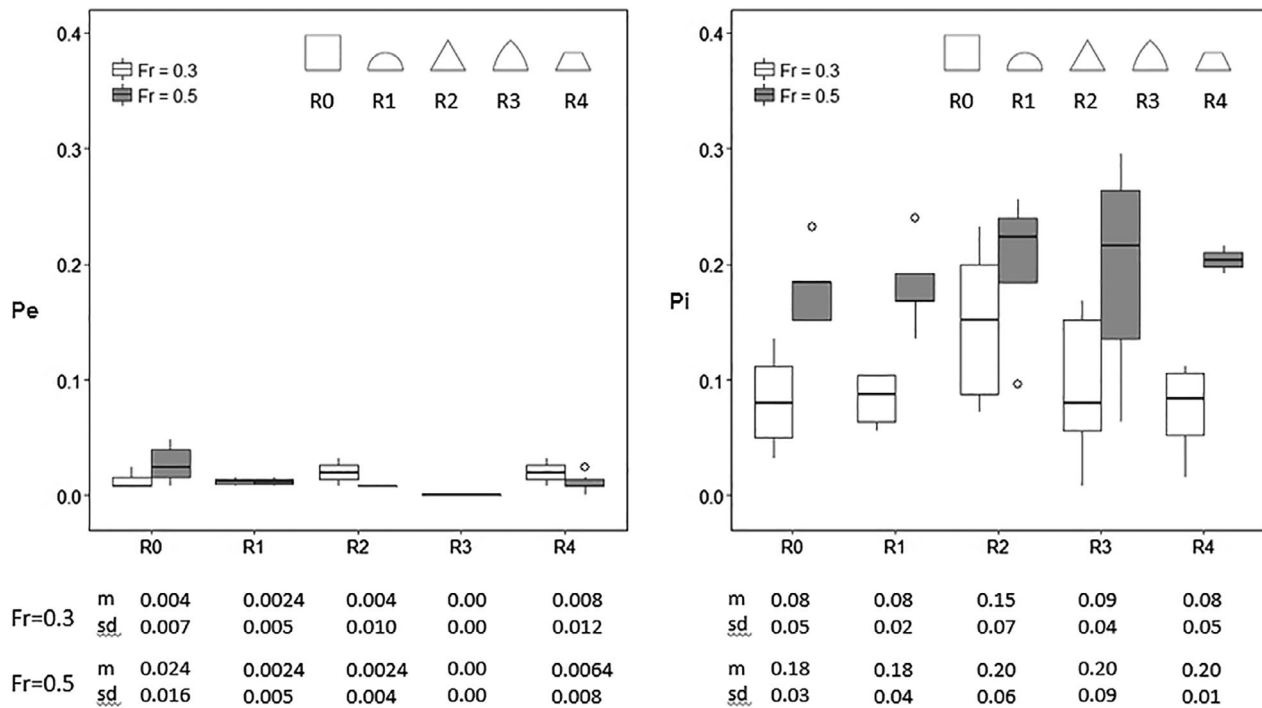 0.4
0.3
0.2
0.1
0.0
Pe
Fr = 0.3
Fr = 0.5
R0 R1 R2 R3 R4
R0 R1 R2 R3 R4
0.4
0.3
0.2
0.1
0.0
Pi
Fr = 0.3
Fr = 0.5
R0 R1 R2 R3 R4
R0 R1 R2 R3 R4
Fr=0.3
m 0.004 0.0024 0.004 0.00 0.008
sd 0.007 0.005 0.010 0.00 0.012
Fr=0.5
m 0.024 0.0024 0.0024 0.00 0.0064
sd 0.016 0.005 0.004 0.00 0.008
m 0.08 0.08 0.15 0.09 0.08
sd 0.05 0.02 0.07 0.04 0.05
m 0.18 0.18 0.20 0.20 0.20
sd 0.03 0.04 0.06 0.09 0.01